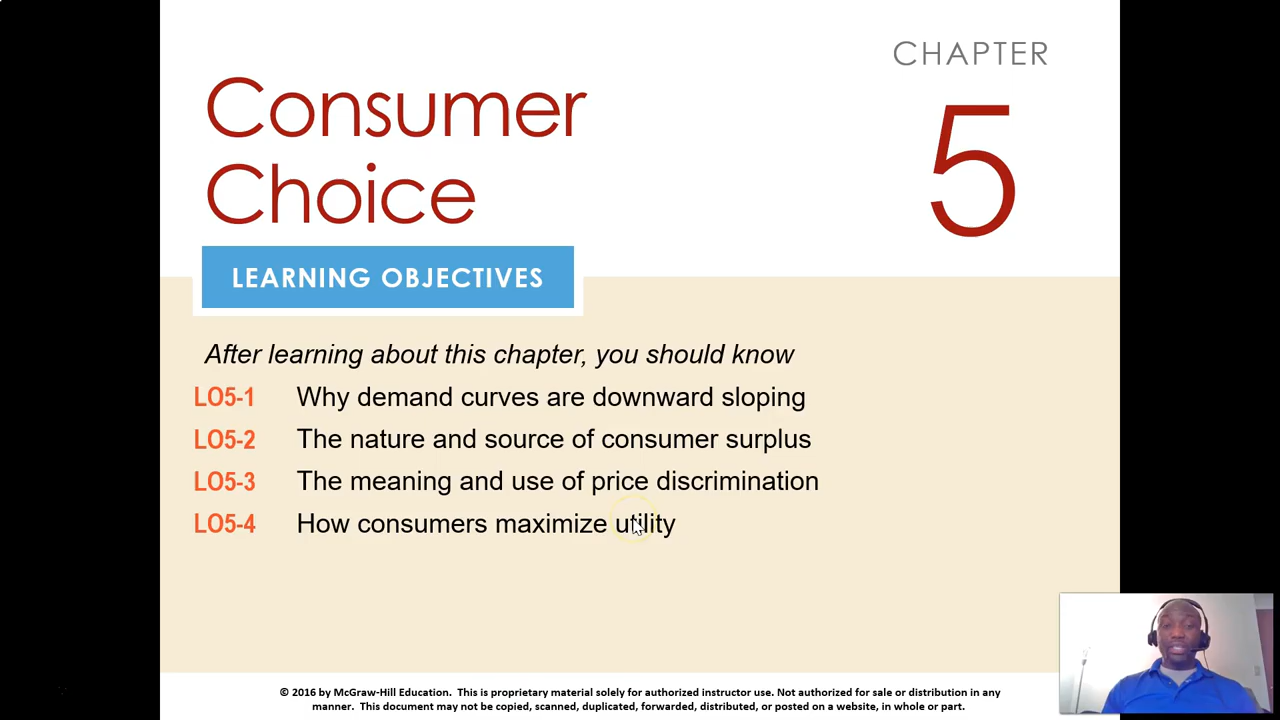 CHAPTER
5
Consumer
Choice
LEARNING OBJECTIVES
After learning about this chapter, you should know
LO5-1 Why demand curves are downward sloping
LO5-2 The nature and source of consumer surplus
LO5-3 The meaning and use of price discrimination
LO5-4 How consumers maximize utility
© 2016 by McGraw-Hill Education. This is proprietary material solely for authorized instructor use. Not authorized for sale or distribution in any
manner. This document may not be copied, scanned, duplicated, forwarded, distributed, or posted on a website, in whole or part.